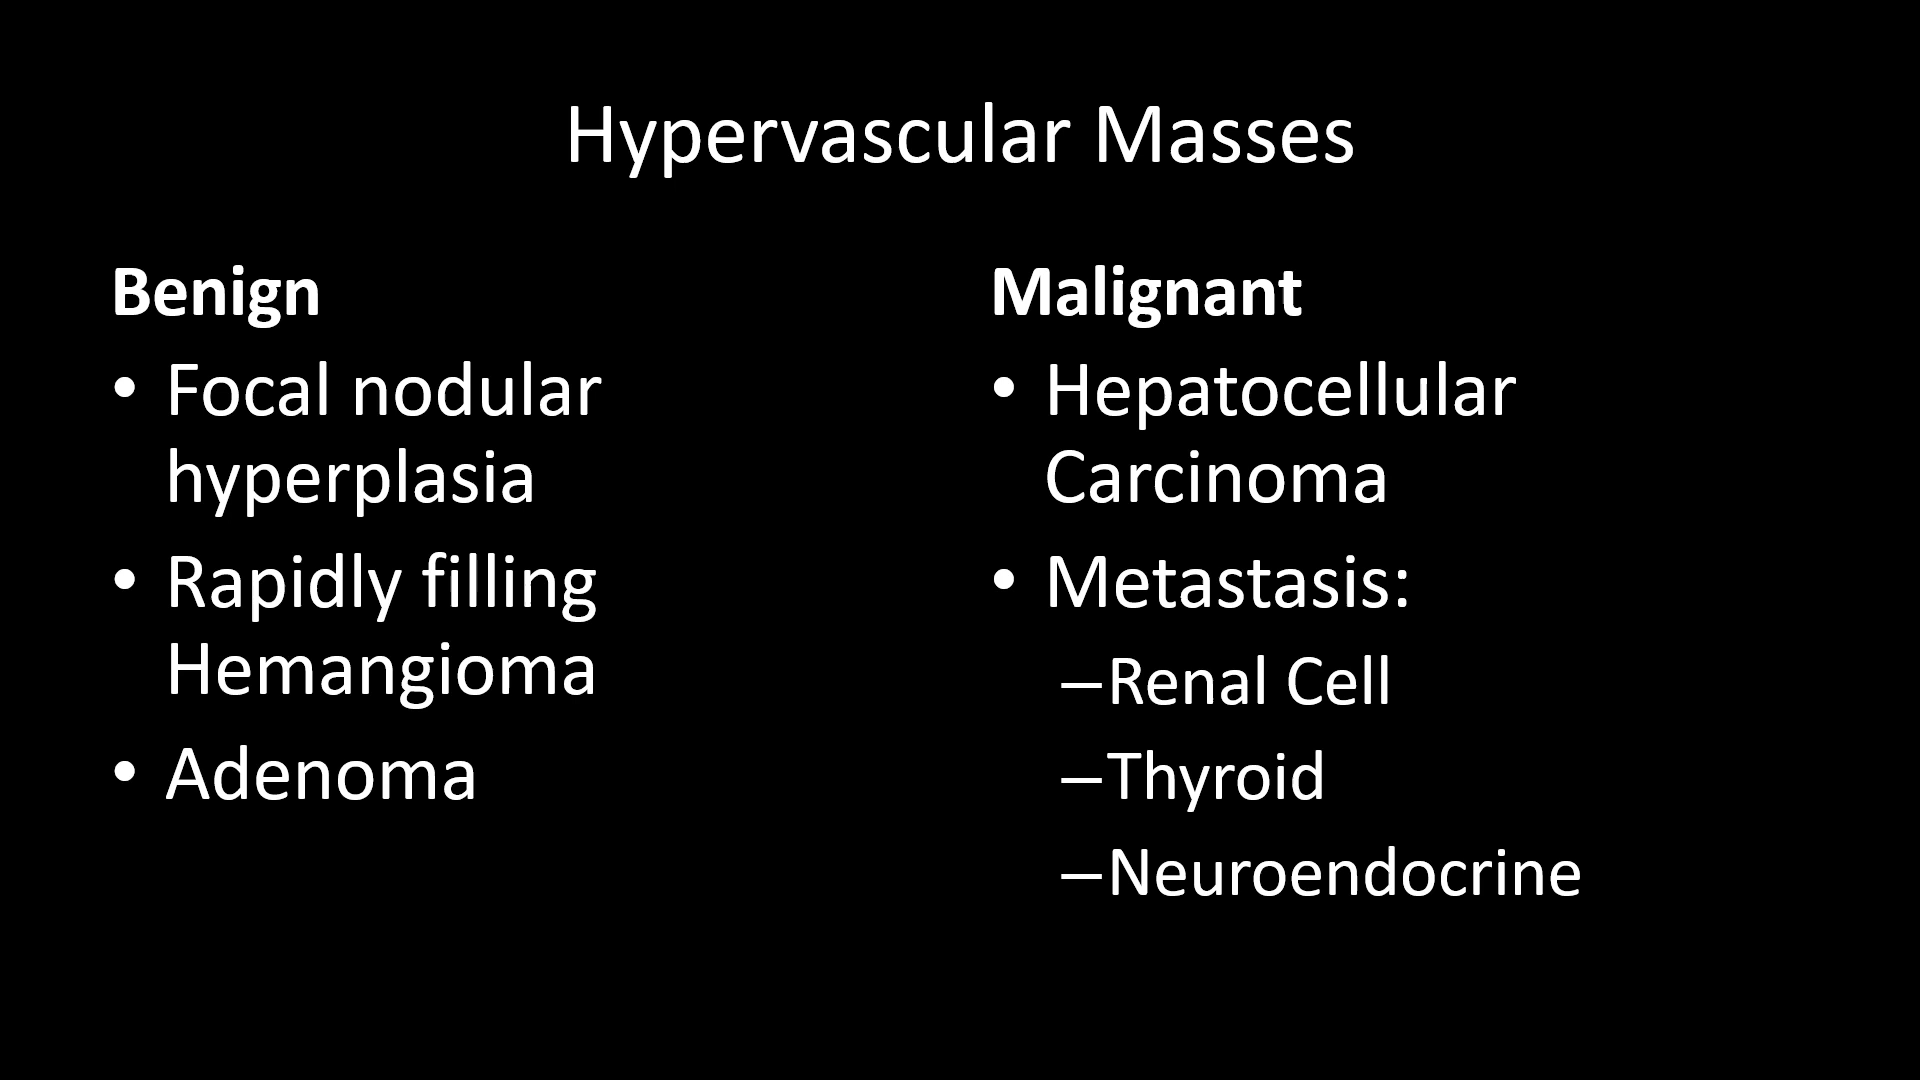 Hypervascular Masses
Benign
• Focal nodular
hyperplasia
• Rapidly filling
Hemangioma
• Adenoma
Malignant
• Hepatocellular
Carcinoma
• Metastasis:
–Renal Cell
–Thyroid
–Neuroendocrine